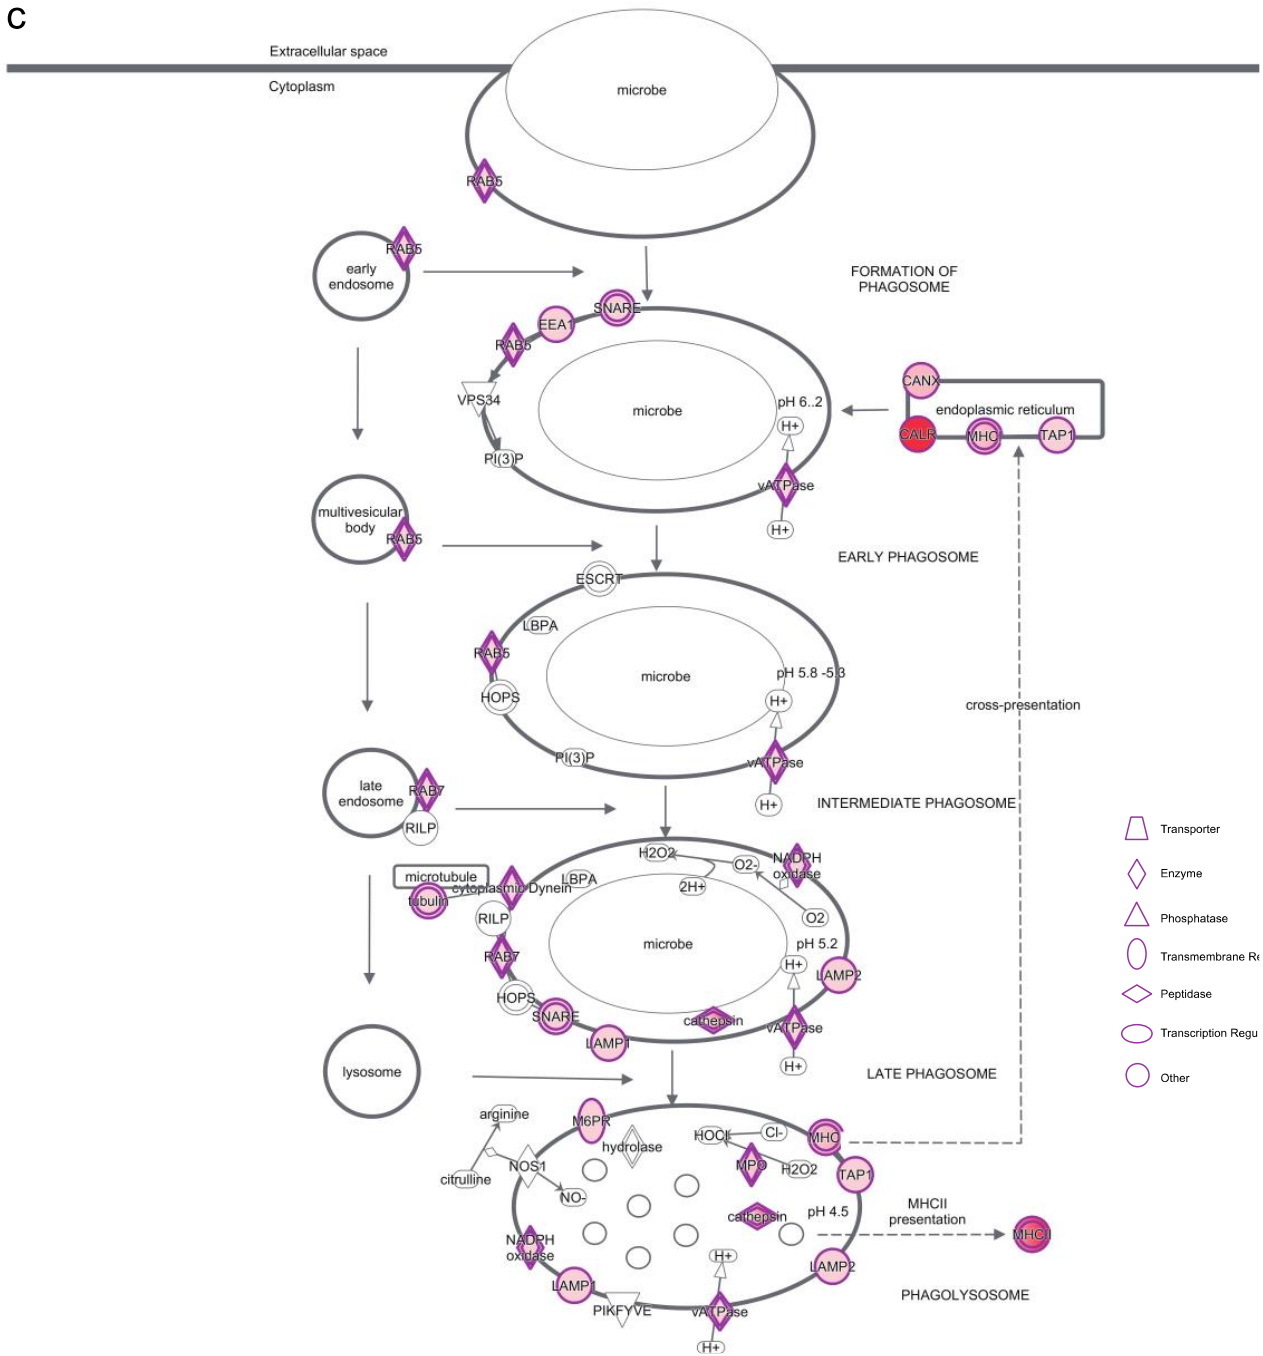 C
Extracellular space
Cytoplasm
microbe
RAB5
RAB5
early
endosome
FORMATION OF
PHAGOSOME
SNARE
EEA1
RAB5
VPS34
PI(3)P
microbe
pH 6..2
H+
vATPase
H+
CANX
endoplasmic reticulum
CALR
MHC
TAP1
multivesicular
body
RAB5
EARLY PHAGOSOME
ESCRT
LBPA
RAB5
HOPS
PI(3)P
microbe
pH 5.8 -5.3
H+
vATPase
H+
cross-presentation
late
endosome
RAB7
RILP
INTERMEDIATE PHAGOSOME
microtubule
tubulin
cytoplasmic Dynein
LBPA
RILP
RAB7
HOPS
SNARE
LAMP1
H2O2
2H+
O2-
NADPH
oxidase
O2
microbe
pH 5.2
H+
LAMP2
cathepsin
vATPase
H+
LATE PHAGOSOME
lysosome
arginine
citrulline
NOS1
NO-
M6PR
hydrolase
HOCl
Cl-
MPO
H2O2
MHC
TAP1
cathepsin
pH 4.5
MHCII
presentation
MHCII
NADPH
oxidase
LAMP1
PIKFYVE
H+
vATPase
H+
LAMP2
PHAGOLYSOSOME
Transporter
Enzyme
Phosphatase
Transmembrane Re
Peptidase
Transcription Regu
Other